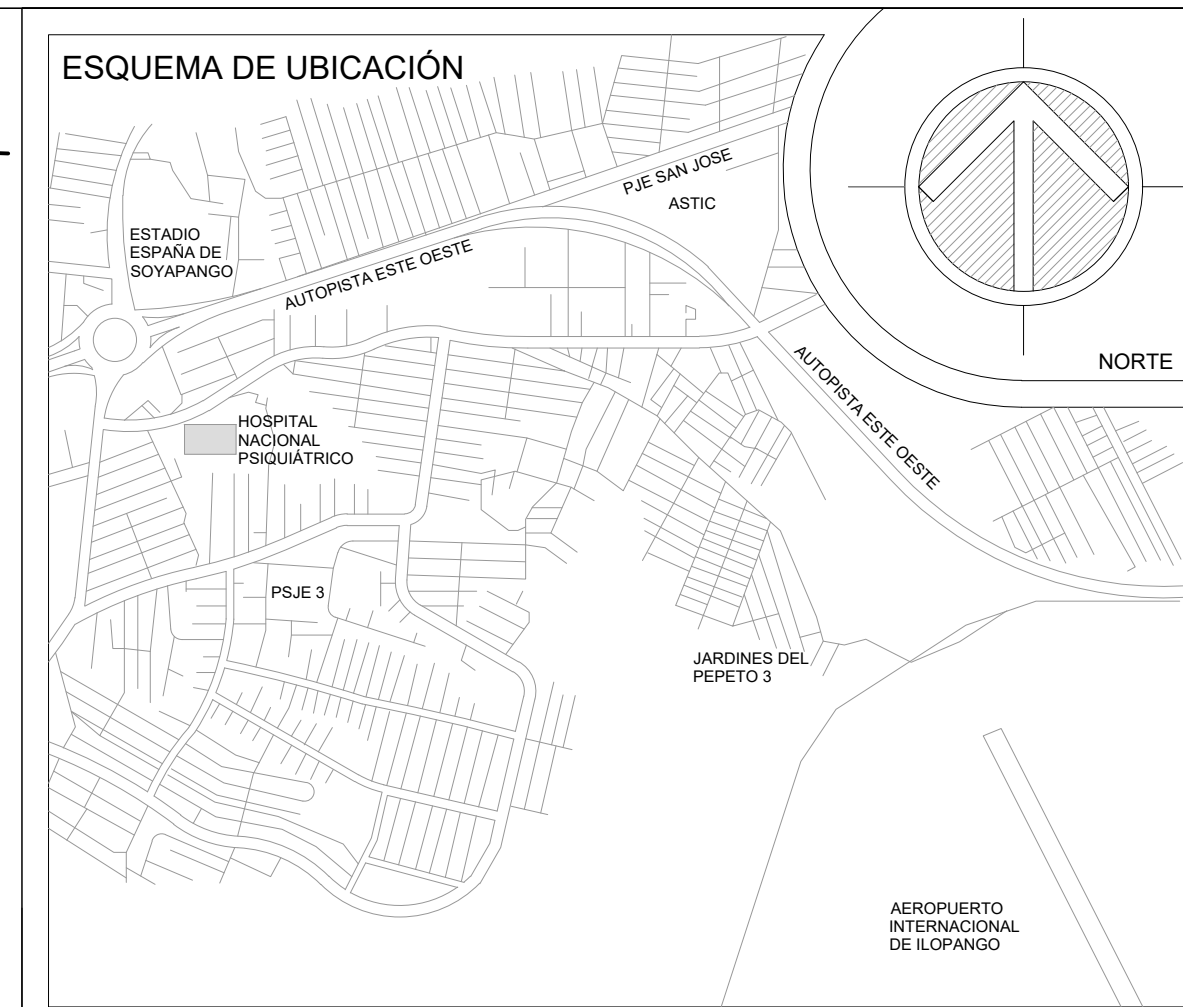 ESQUEMA DE UBICACIÓN
PJE SAN JOSE
ASTIC
ESTADIO
ESPAÑA DE
SOYAPANGO
AUTOPISTA ESTE OESTE
NORTE
AUTOPISTA ESTE OESTE
HOSPITAL
NACIONAL
PSIQUIÁTRICO
PSJE 3
JARDINES DEL
PEPETO 3
AEROPUERTO
INTERNACIONAL
DE ILOPANGO